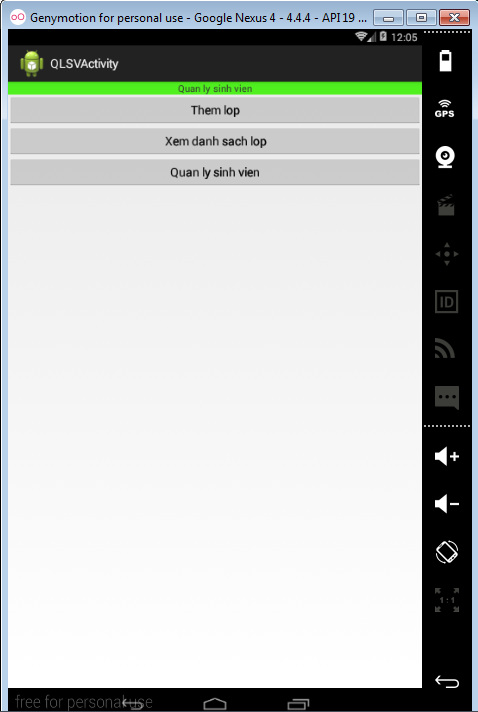 Genymotion for personal use - Google Nexus 4 - 4.4.4 - API 19 ...
12:05
QLSVActivity
GPS
Quan ly sinh vien
Them lop
Xem danh sach lop
Quan ly sinh vien
ID
1:1
free for personal use